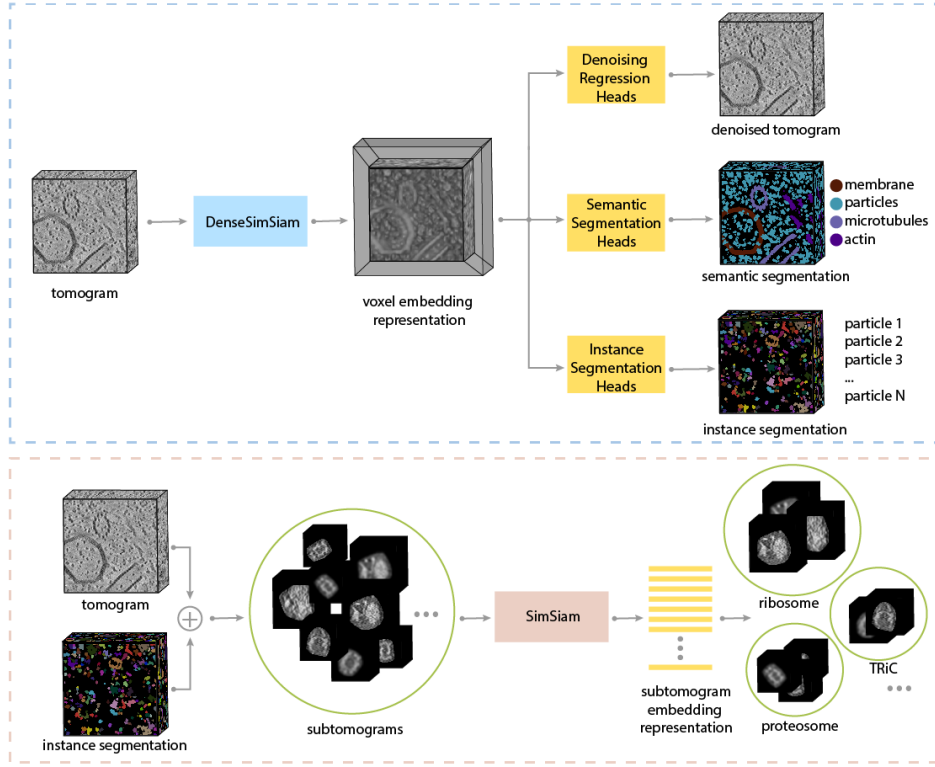 Denoising
Regression
Heads
denoised tomogram
DenseSimSiam
tomogram
voxel embedding
representation
Semantic
Segmentation
Heads
membrane
particles
microtubules
actin
semantic segmentation
Instance
Segmentation
Heads
particle 1
particle 2
particle 3
...
particle N
instance segmentation
tomogram
instance segmentation
subtomograms
SimSiam
subtomogram
embedding
representation
ribosome
TRiC
proteosome